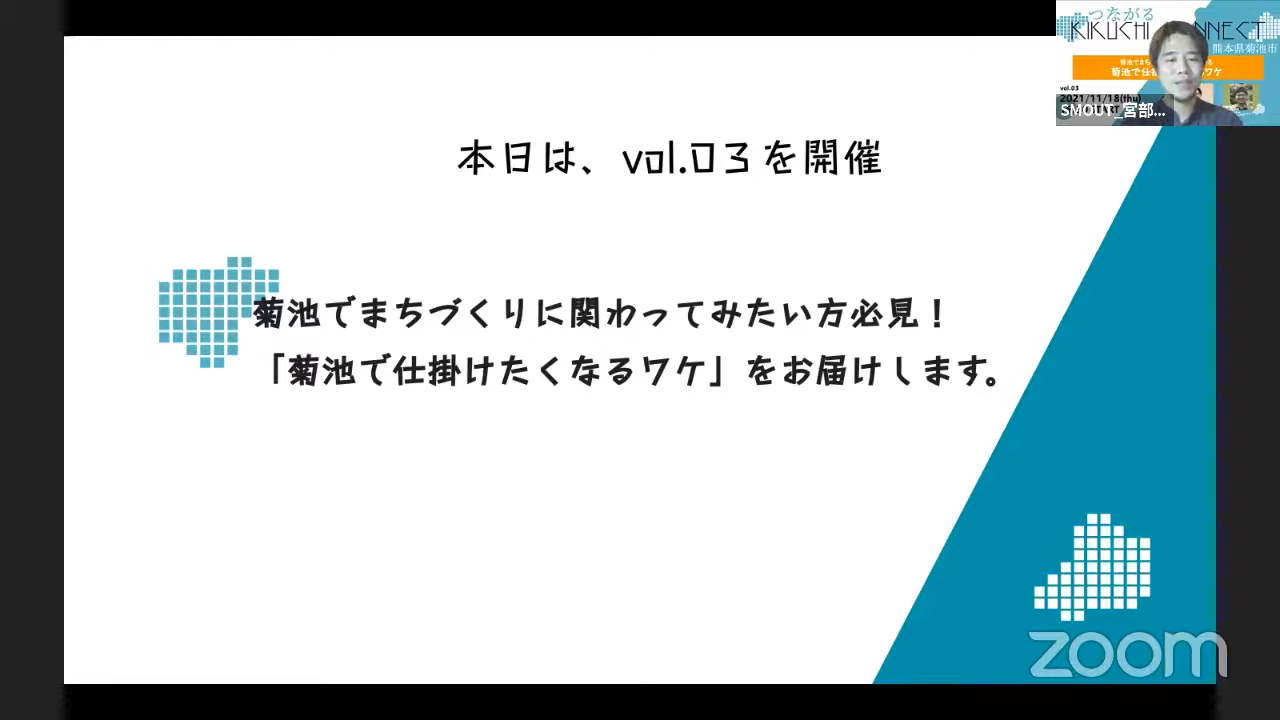 つながる
KIKUCHI
NNECT
熊本県菊池市
菊池で仕
ワケ
vol.03
2021/11/18(thu)
SMOUT_宮部...
本日は、vol.03を開催
菊池でまちづくりに関わってみたい方必見！
「菊池で仕掛けたくなるワケ」をお届けします。
zoom